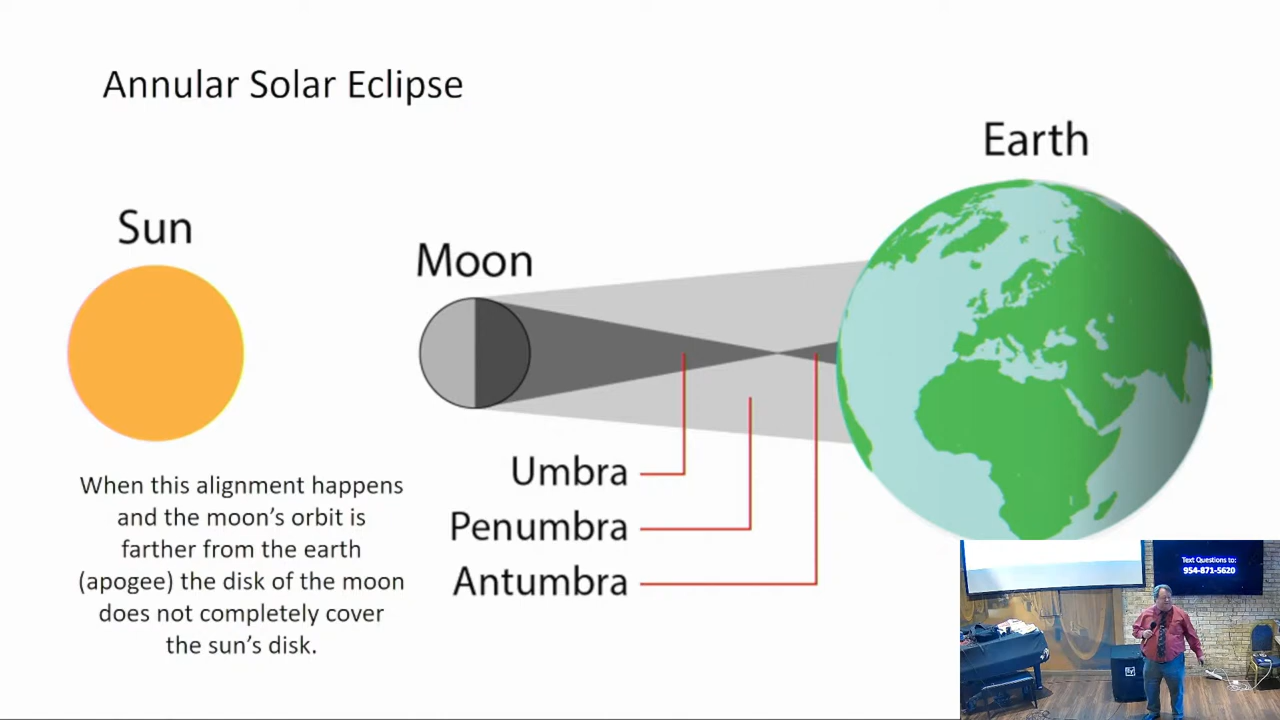 Annular Solar Eclipse
Earth
Sun
Moon
When this alignment happens
and the moon's orbit is
farther from the earth
(apogee) the disk of the moon
does not completely cover
the sun's disk.
Umbra
Penumbra
Antumbra
Text Questions to:
954-871-5620